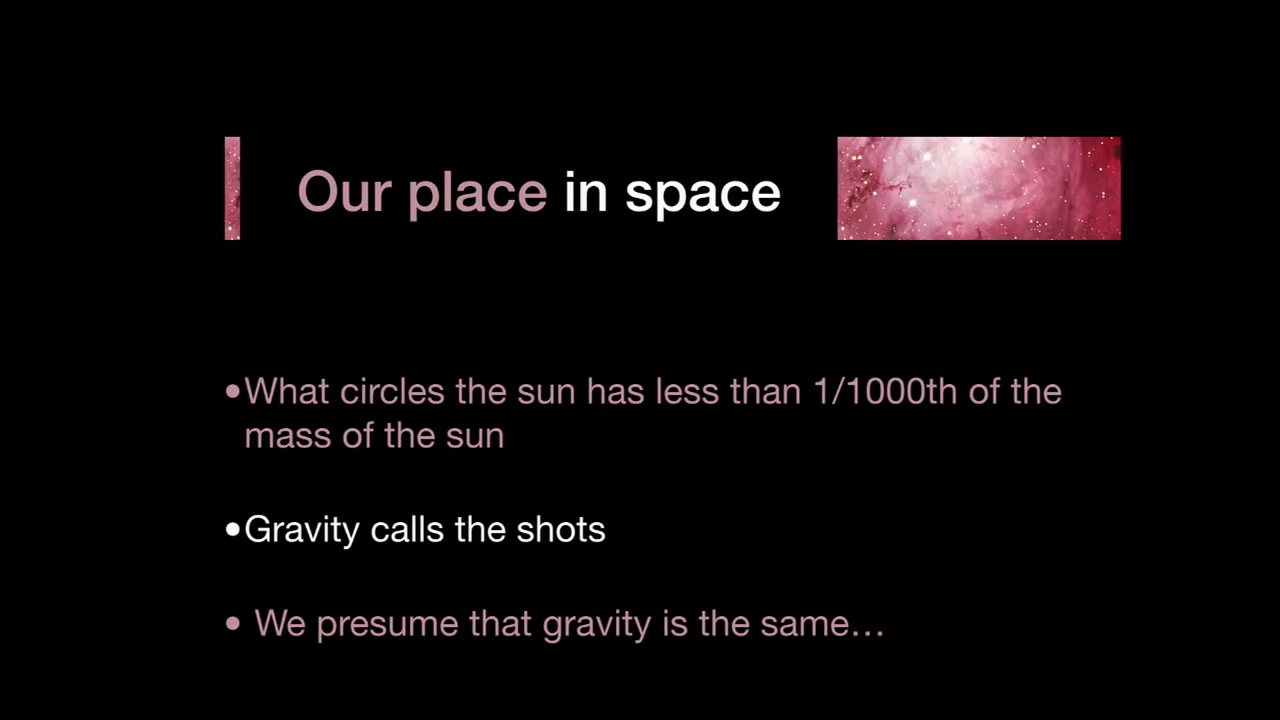 Our place in space
•What circles the sun has less than 1/1000th of the
mass of the sun
•Gravity calls the shots
• We presume that gravity is the same…